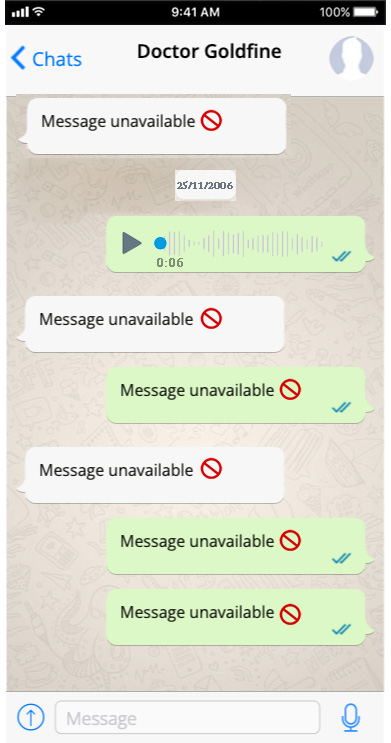 9:41 AM
100%
Chats
Doctor Goldfine
Message unavailable
25/11/2006
0:06
Message unavailable
Message unavailable
Message unavailable
Message unavailable
Message unavailable
Message